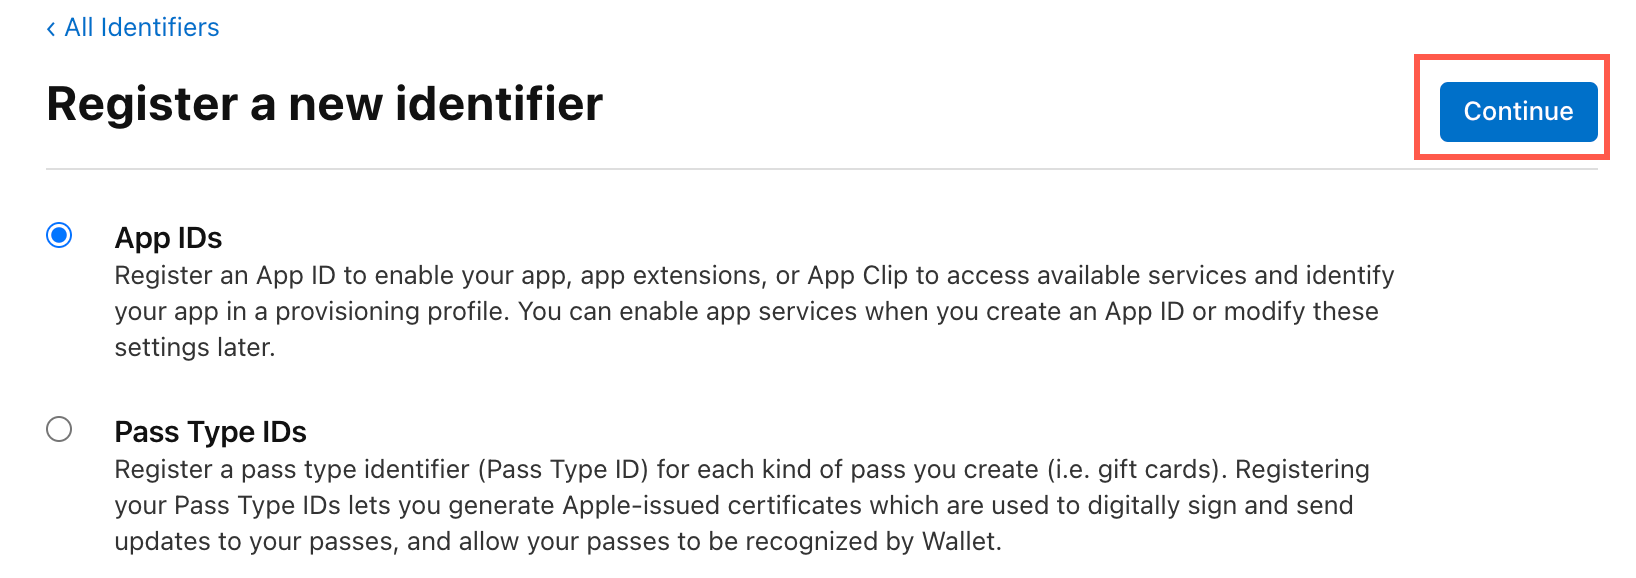 ‹ All Identifiers
Register a new identifier
Continue
App IDs
Register an App ID to enable your app, app extensions, or App Clip to access available services and identify
your app in a provisioning profile. You can enable app services when you create an App ID or modify these
settings later.
Pass Type IDs
Register a pass type identifier (Pass Type ID) for each kind of pass you create (i.e. gift cards). Registering
your Pass Type IDs lets you generate Apple-issued certificates which are used to digitally sign and send
updates to your passes, and allow your passes to be recognized by Wallet.